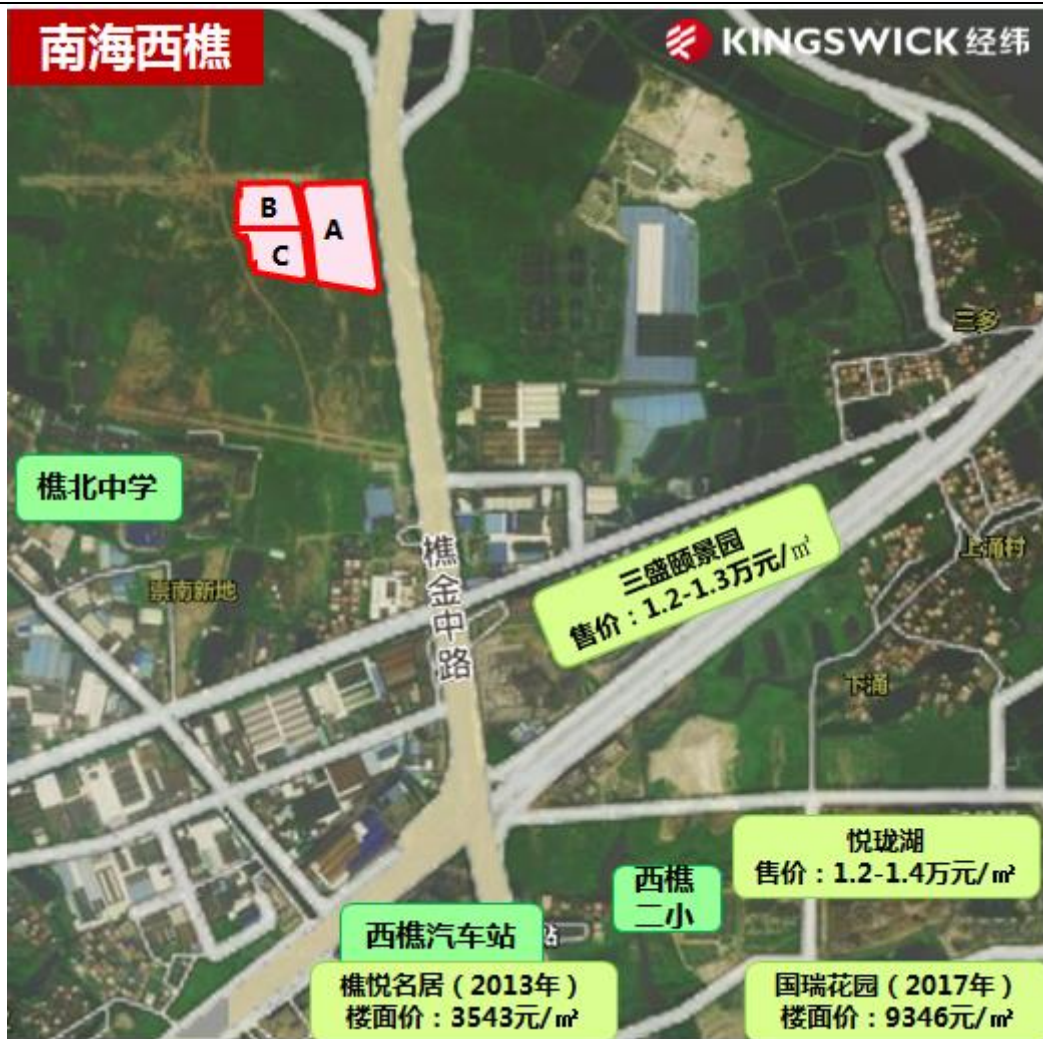 南海西樵
KINGSWICK 经纬
B
A
C
三多
樵北中学
樵金中路
三盛颐景园
售价：1.2-1.3万元/㎡
上涌村
崇南新地
下涌
悦珑湖
售价：1.2-1.4万元/㎡
西樵
二小
西樵汽车站
站
樵悦名居（2013年）
楼面价：3543元/㎡
国瑞花园（2017年）
楼面价：9346元/㎡